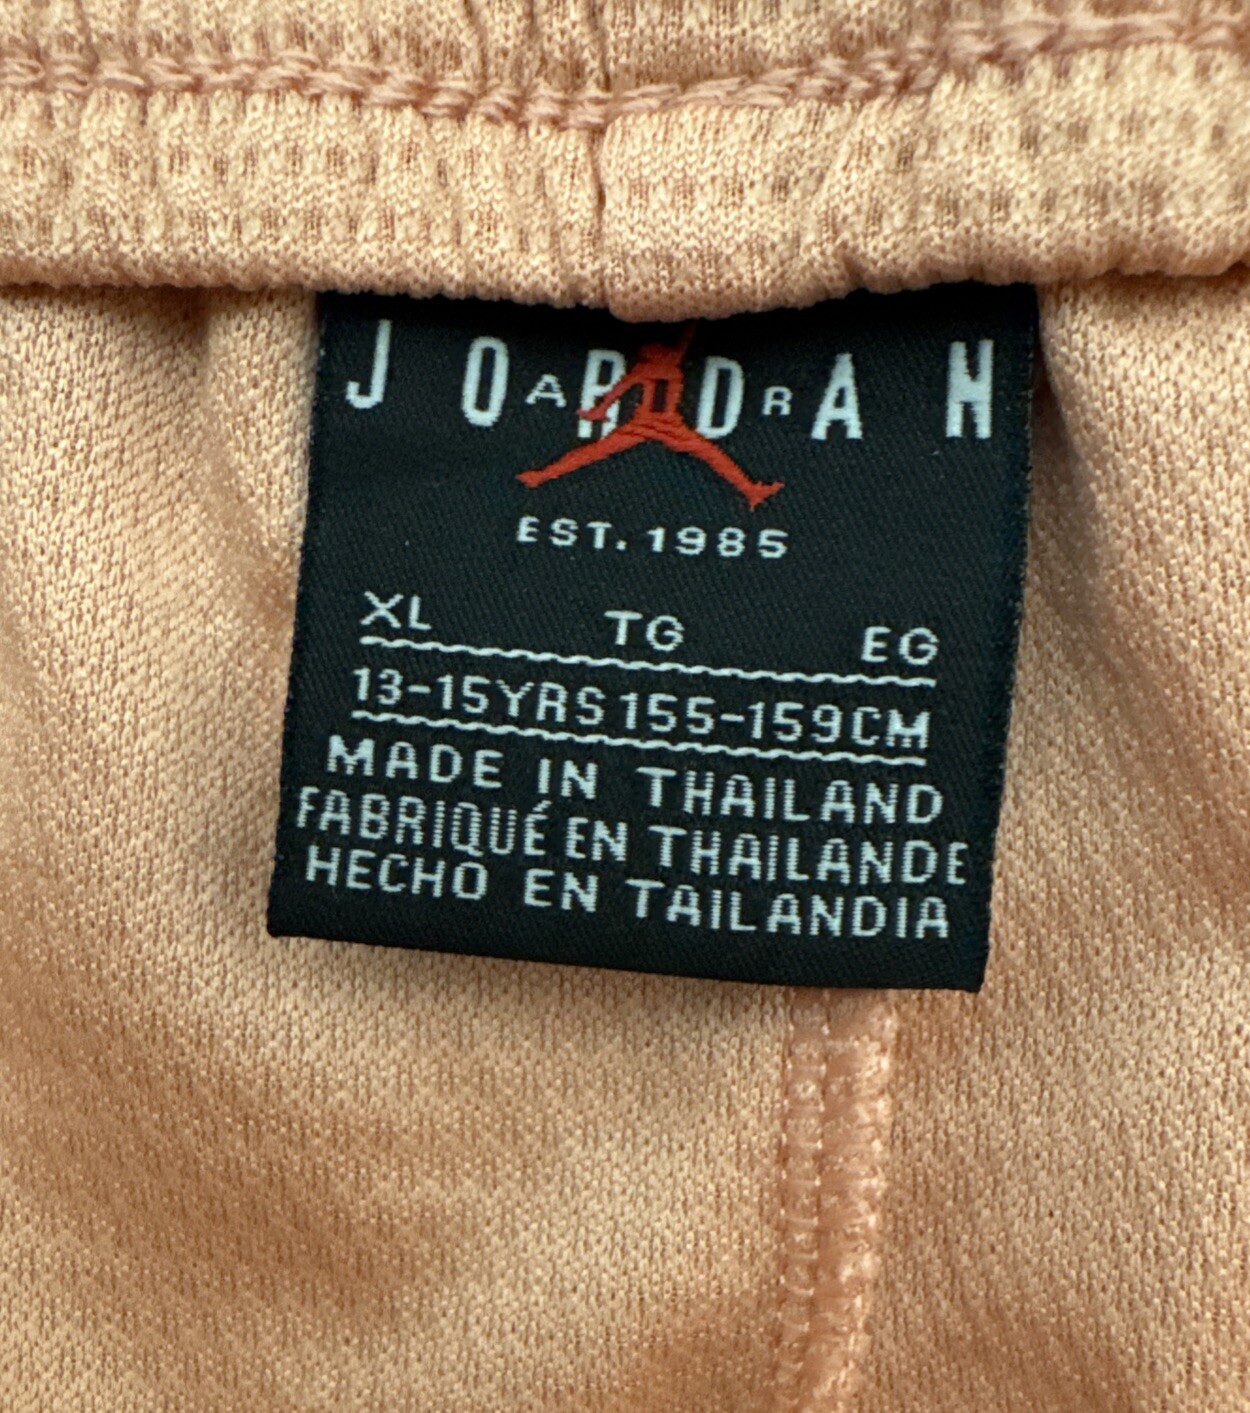 JORDAN
AR
EST. 1985
XL TG EG
13-15YRS 155-159CM
MADE IN THAILAND
FABRIQUÉ EN THAILANDE
HECHO EN TAILANDIA